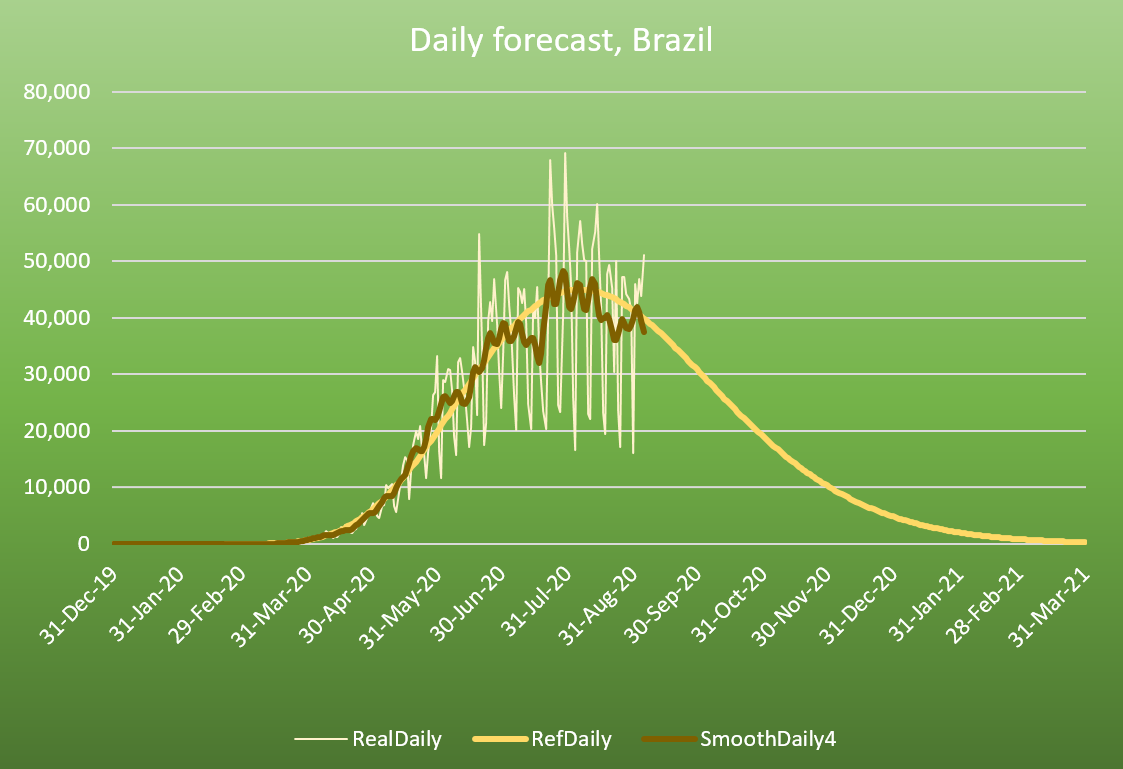 Daily forecast, Brazil
80,000
70,000
60,000
50,000
40,000
30,000
20,000
10,000
0
31-Dec-19
31-Jan-20
29-Feb-20
31-Mar-20
30-Apr-20
31-May-20
30-Jun-20
31-Jul-20
31-Aug-20
30-Sep-20
31-Oct-20
30-Nov-20
31-Dec-20
31-Jan-21
28-Feb-21
31-Mar-21
RealDaily
RefDaily
SmoothDaily4